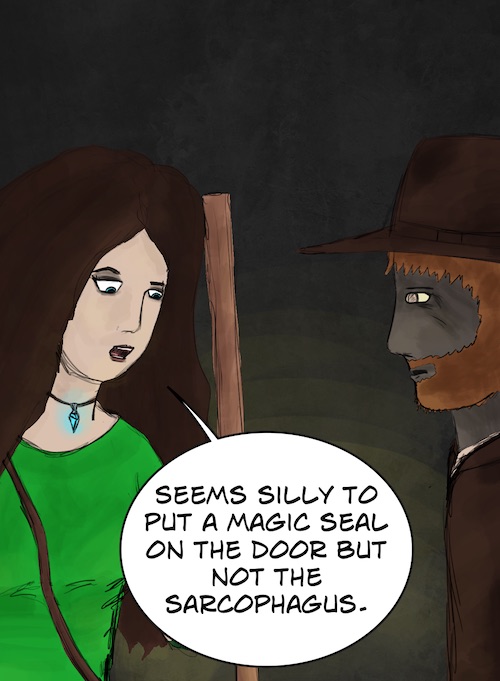 SEEMS SILLY TO
PUT A MAGIC SEAL
ON THE DOOR BUT
NOT THE
SARCOPHAGUS.